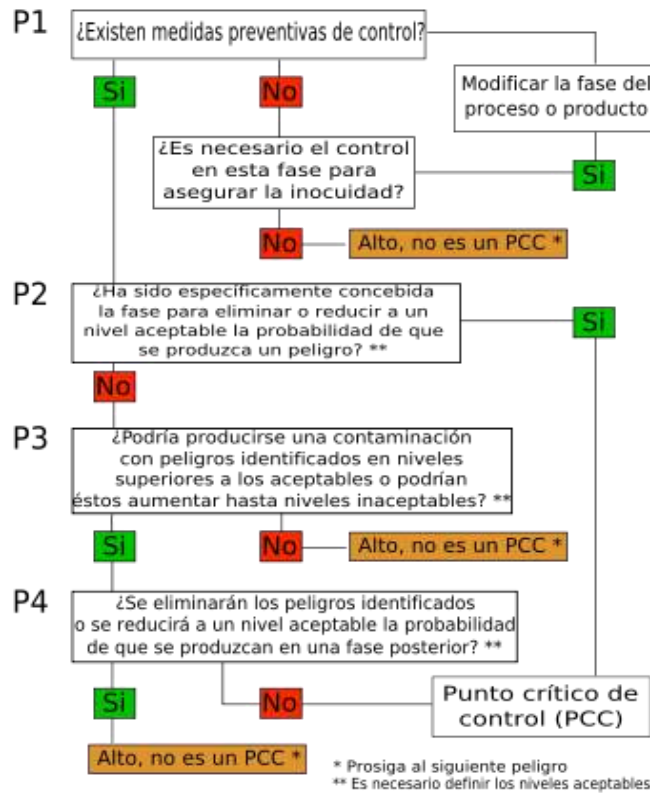 P1
¿Existen medidas preventivas de control?
Si
No
Modificar la fase del
proceso o producto
¿Es necesario el control
en esta fase para
asegurar la inocuidad?
Si
No
Alto, no es un PCC *
P2
¿Ha sido específicamente concebida
la fase para eliminar o reducir a un
nivel aceptable la probabilidad de que
se produzca un peligro? **
Si
No
P3
¿Podría producirse una contaminación
con peligros identificados en niveles
superiores a los aceptables o podrían
éstos aumentar hasta niveles inaceptables? **
Si
No
Alto, no es un PCC *
P4
¿Se eliminarán los peligros identificados
o se reducirá a un nivel aceptable la probabilidad
de que se produzcan en una fase posterior? **
Si
No
Punto crítico de
control (PCC)
Alto, no es un PCC *
* Prosiga al siguiente peligro
** Es necesario definir los niveles aceptables